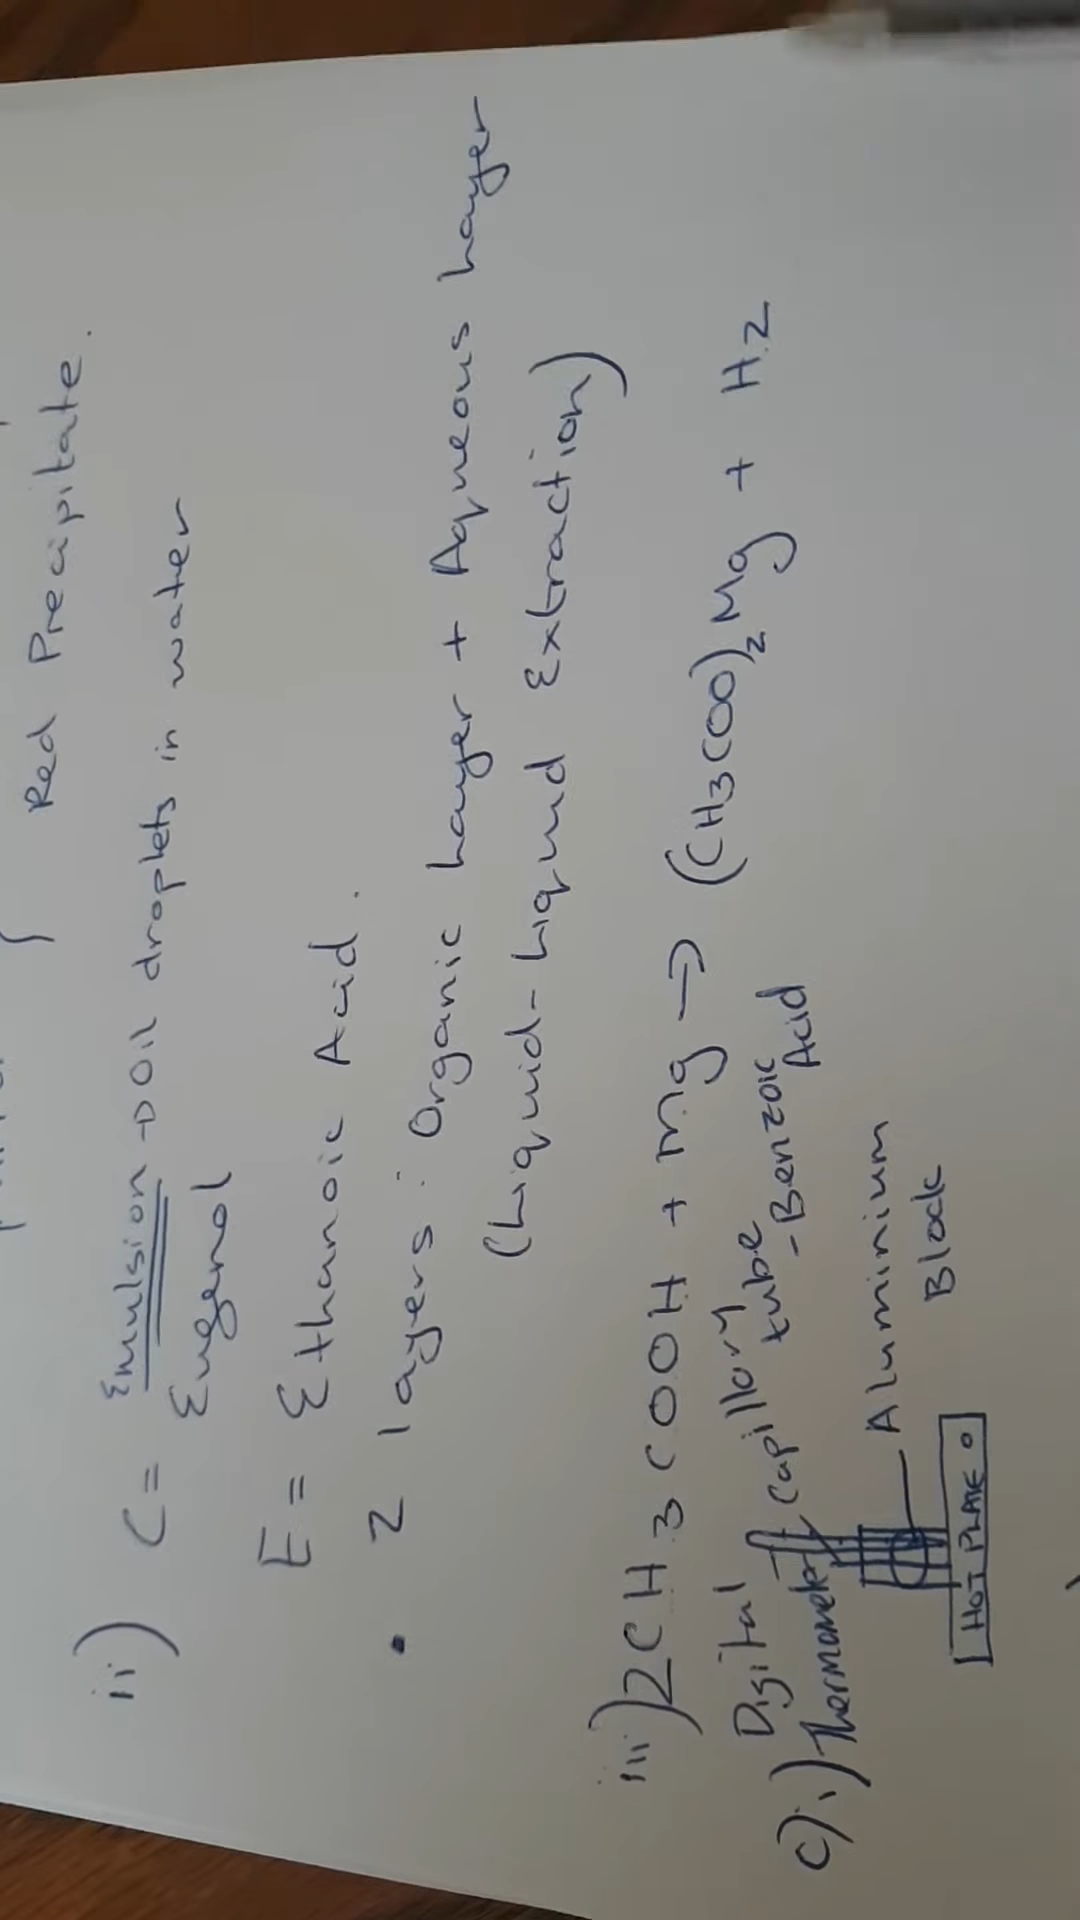 Red Precipitate.
ii) C = Emulsion → Oil droplets in water
Eugenol
E = Ethanoic Acid.
• 2 layers: Organic Layer + Aqueous Layer
(Liquid-Liquid Extraction)
iii) 2CH3COOH + Mg → (CH3COO)2Mg + H2
Digital Capillary tube
- Benzoic Acid
c) i) Thermometer
Aluminium
Block
HOT PLATE